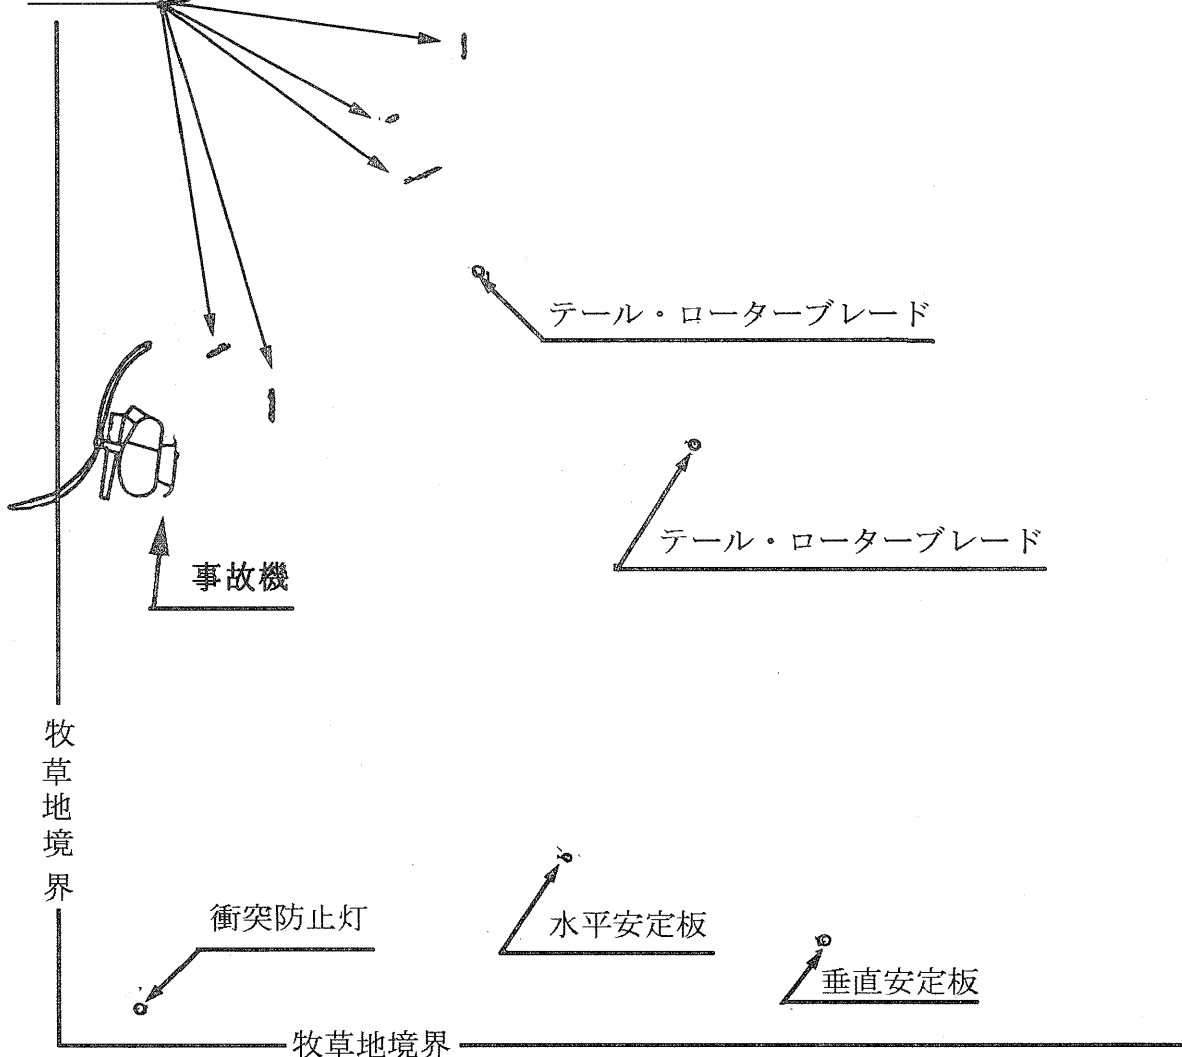 テール・ローターブレード
テール・ローターブレード
事故機
牧草地境界
衝突防止灯
水平安定板
垂直安定板
牧草地境界